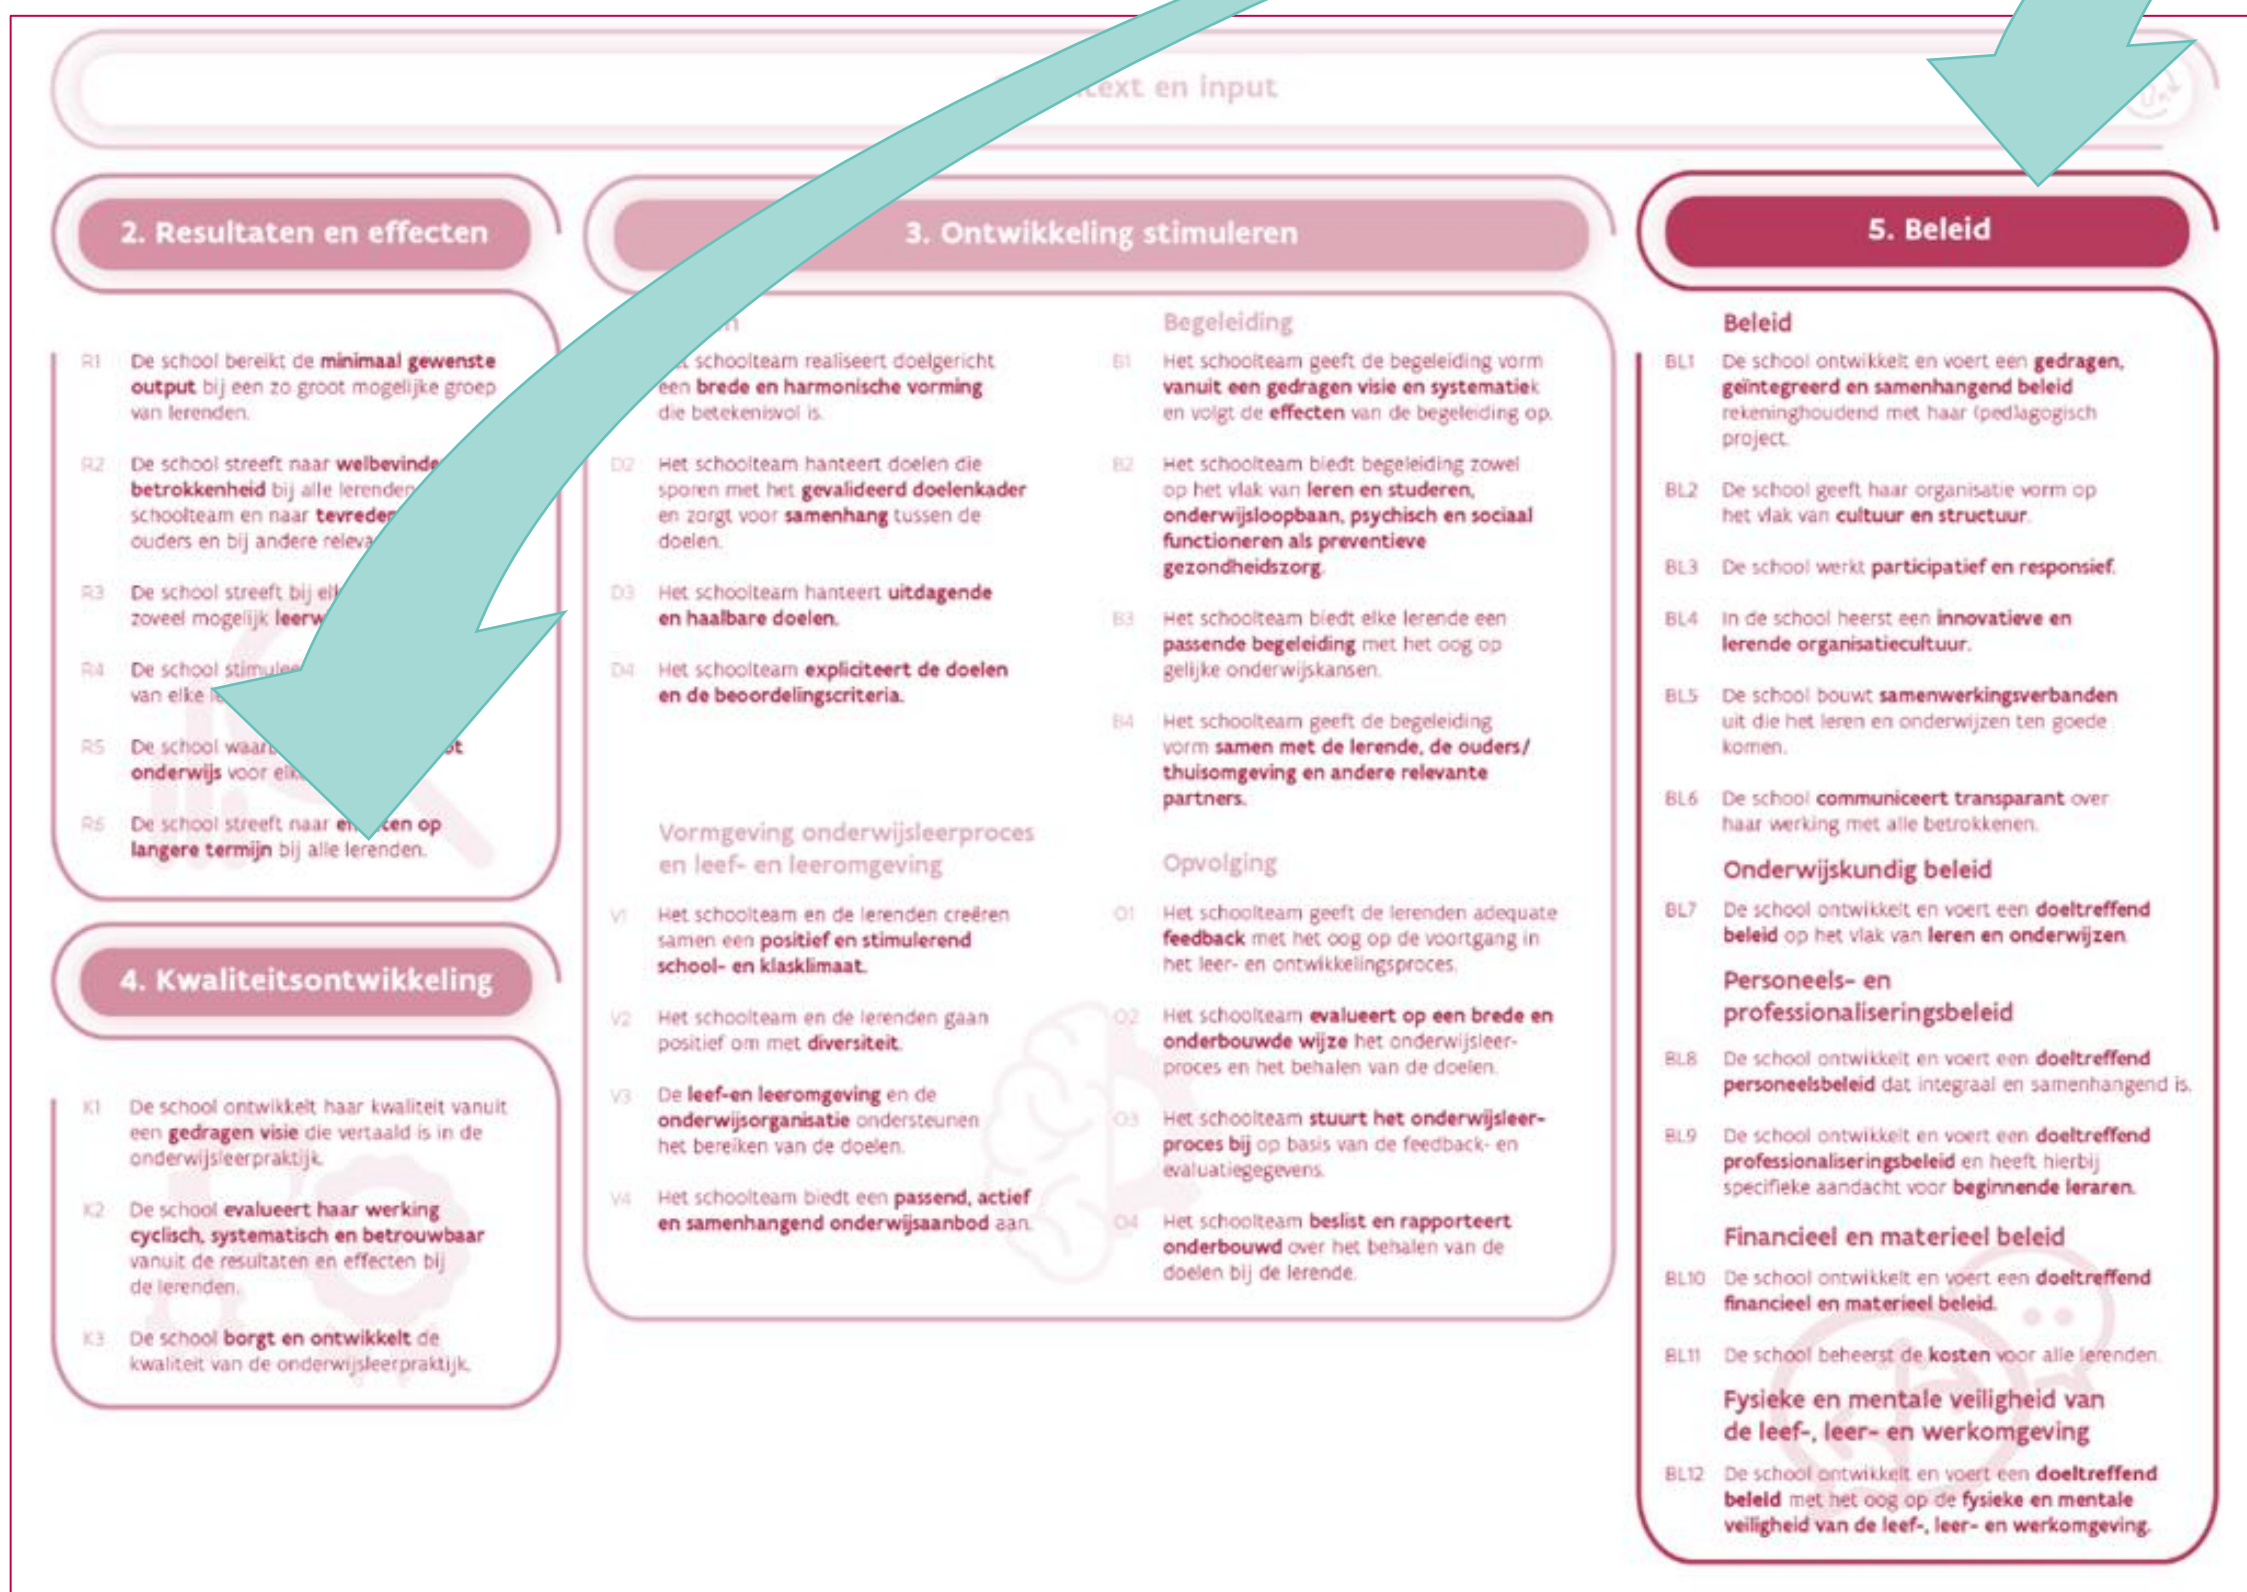 text en input
2. Resultaten en effecten
R1 De school bereikt de minimaal gewenste
output bij een zo groot mogelijke groep
van lerenden.
R2 De school streeft naar
betrokkenheid bij alle lerenden
schoolteam en naar
ouders en bij andere
R3 De school streeft bij
zoveel mogelijk
R4 De school
van elke
R5 De school
onderwijs voor
R6 De school streeft naar op
langere termijn bij alle lerenden.
4. Kwaliteitsontwikkeling
K1 De school ontwikkelt haar kwaliteit vanuit
een gedragen visie die vertaald is in de
onderwijsleerpraktijk.
K2 De school evalueert haar werking
cyclisch, systematisch en betrouwbaar
vanuit de resultaten en effecten bij
de lerenden.
K3 De school borgt en ontwikkelt de
kwaliteit van de onderwijsleerpraktijk.
3. Ontwikkeling stimuleren
schoolteam realiseert doelgericht
een brede en harmonische vorming
die betekenisvol is.
D2 Het schoolteam hanteert doelen die
sporen met het gevalideerd doelenkader
en zorgt voor samenhang tussen de
doelen.
D3 Het schoolteam hanteert uitdagende
en haalbare doelen.
D4 Het schoolteam expliciteert de doelen
en de beoordelingscriteria.
Vormgeving onderwijsleerproces
en leef- en leeromgeving
V1 Het schoolteam en de lerenden creëren
samen een positief en stimulerend
school- en klasklimaat.
V2 Het schoolteam en de lerenden gaan
positief om met diversiteit.
V3 De leef-en leeromgeving en de
onderwijsorganisatie ondersteunen
het bereiken van de doelen.
V4 Het schoolteam biedt een passend, actief
en samenhangend onderwijsaanbod aan.
Begeleiding
B1 Het schoolteam geeft de begeleiding vorm
vanuit een gedragen visie en systematiek
en volgt de effecten van de begeleiding op.
B2 Het schoolteam biedt begeleiding zowel
op het vlak van leren en studeren,
onderwijsloopbaan, psychisch en sociaal
functioneren als preventieve
gezondheidszorg.
B3 Het schoolteam biedt elke lerende een
passende begeleiding met het oog op
gelijke onderwijskansen.
B4 Het schoolteam geeft de begeleiding
vorm samen met de lerende, de ouders/
thuisomgeving en andere relevante
partners.
Opvolging
O1 Het schoolteam geeft de lerenden adequate
feedback met het oog op de voortgang in
het leer- en ontwikkelingsproces.
O2 Het schoolteam evalueert op een brede en
onderbouwde wijze het onderwijsleer-
proces en het behalen van de doelen.
O3 Het schoolteam stuurt het onderwijsleer-
proces bij op basis van de feedback- en
evaluatiegegevens.
O4 Het schoolteam beslist en rapporteert
onderbouwd over het behalen van de
doelen bij de lerende.
5. Beleid
Beleid
BL1 De school ontwikkelt en voert een gedragen,
geïntegreerd en samenhangend beleid
rekeninghoudend met haar (ped)agogisch
project.
BL2 De school geeft haar organisatie vorm op
het vlak van cultuur en structuur.
BL3 De school werkt participatief en responsief.
BL4 In de school heerst een innovatieve en
lerende organisatiecultuur.
BL5 De school bouwt samenwerkingsverbanden
uit die het leren en onderwijzen ten goede
komen.
BL6 De school communiceert transparant over
haar werking met alle betrokkenen.
Onderwijskundig beleid
BL7 De school ontwikkelt en voert een doeltreffend
beleid op het vlak van leren en onderwijzen.
Personeels- en
professionaliseringsbeleid
BL8 De school ontwikkelt en voert een doeltreffend
personeelsbeleid dat integraal en samenhangend is.
BL9 De school ontwikkelt en voert een doeltreffend
professionaliseringsbeleid en heeft hierbij
specifieke aandacht voor beginnende leraren.
Financieel en materieel beleid
BL10 De school ontwikkelt en voert een doeltreffend
financieel en materieel beleid.
BL11 De school beheerst de kosten voor alle lerenden.
Fysieke en mentale veiligheid van
de leef-, leer- en werkomgeving
BL12 De school ontwikkelt en voert een doeltreffend
beleid met het oog op de fysieke en mentale
veiligheid van de leef-, leer- en werkomgeving.